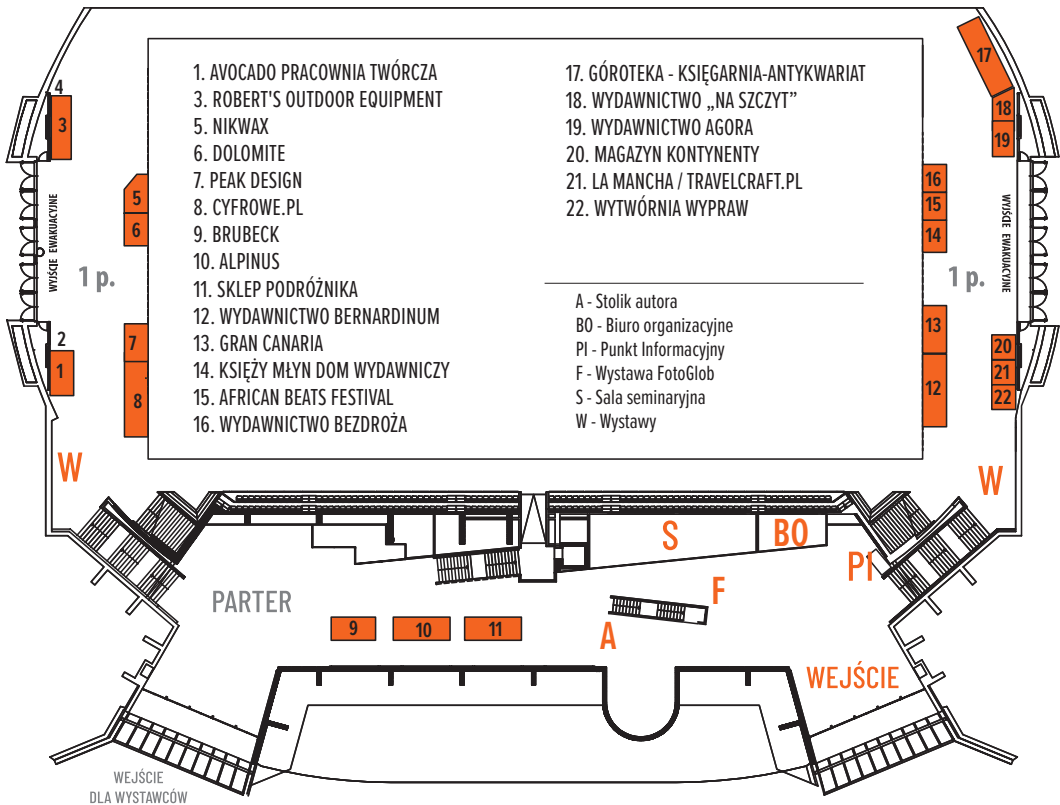 1. AVOCADO PRACOWNIA TWÓRCZA
3. ROBERT'S OUTDOOR EQUIPMENT
5. NIKWAX
6. DOLOMITE
7. PEAK DESIGN
8. CYFROWE.PL
9. BRUBECK
10. ALPINUS
11. SKLEP PODRÓŻNIKA
12. WYDAWNICTWO BERNARDINUM
13. GRAN CANARIA
14. KSIĘŻY MŁYN DOM WYDAWNICZY
15. AFRICAN BEATS FESTIVAL
16. WYDAWNICTWO BEZDROŻA
17. GÓROTEKA - KSIĘGARNIA-ANTYKWARIAT
18. WYDAWNICTWO „NA SZCZYT"
19. WYDAWNICTWO AGORA
20. MAGAZYN KONTYNENTY
21. LA MANCHA / TRAVELCRAFT.PL
22. WYTWÓRNIA WYPRAW
A - Stolik autora
BO - Biuro organizacyjne
PI - Punkt Informacyjny
F - Wystawa FotoGlob
S - Sala seminaryjna
W - Wystawy
4
3
WYJŚCIE EWAKUACYJNE
5
6
1 p.
2
1
7
8
W
17
18
19
16
15
14
WYJŚCIE EWAKUACYJNE
1 p.
13
12
20
21
22
W
S
BO
PI
PARTER
F
9
10
11
A
WEJŚCIE
WEJŚCIE
DLA WYSTAWCÓW